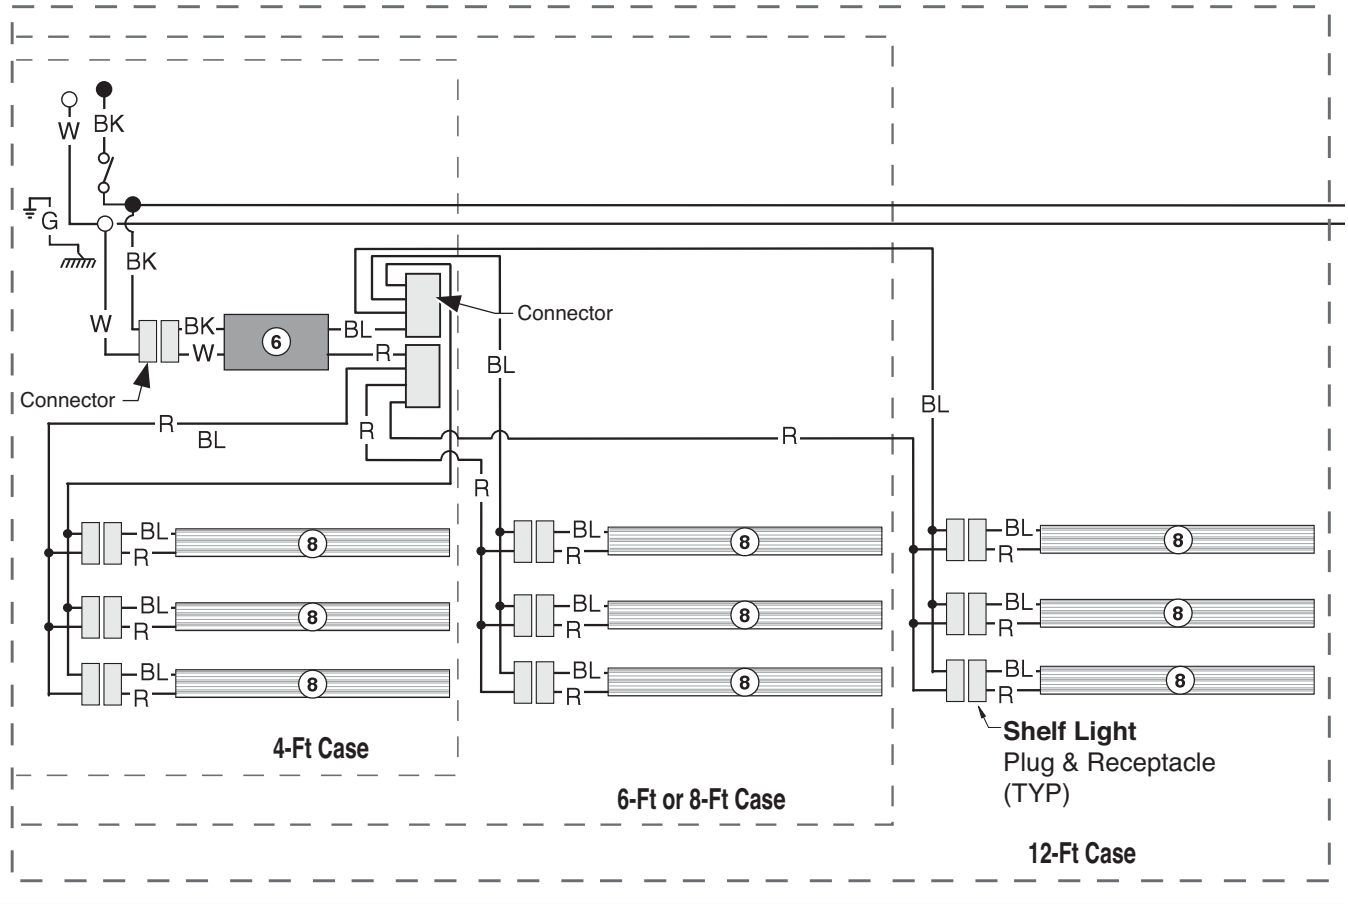 W
BK
G
BK
W
BK
W
6
BL
R
Connector
Connector
BL
BL
R
BL
R
R
R
BL
R
8
BL
R
8
BL
R
8
BL
R
8
BL
R
8
BL
R
8
BL
R
8
BL
R
8
BL
R
8
4-Ft Case
Shelf Light
Plug & Receptacle
(TYP)
6-Ft or 8-Ft Case
12-Ft Case